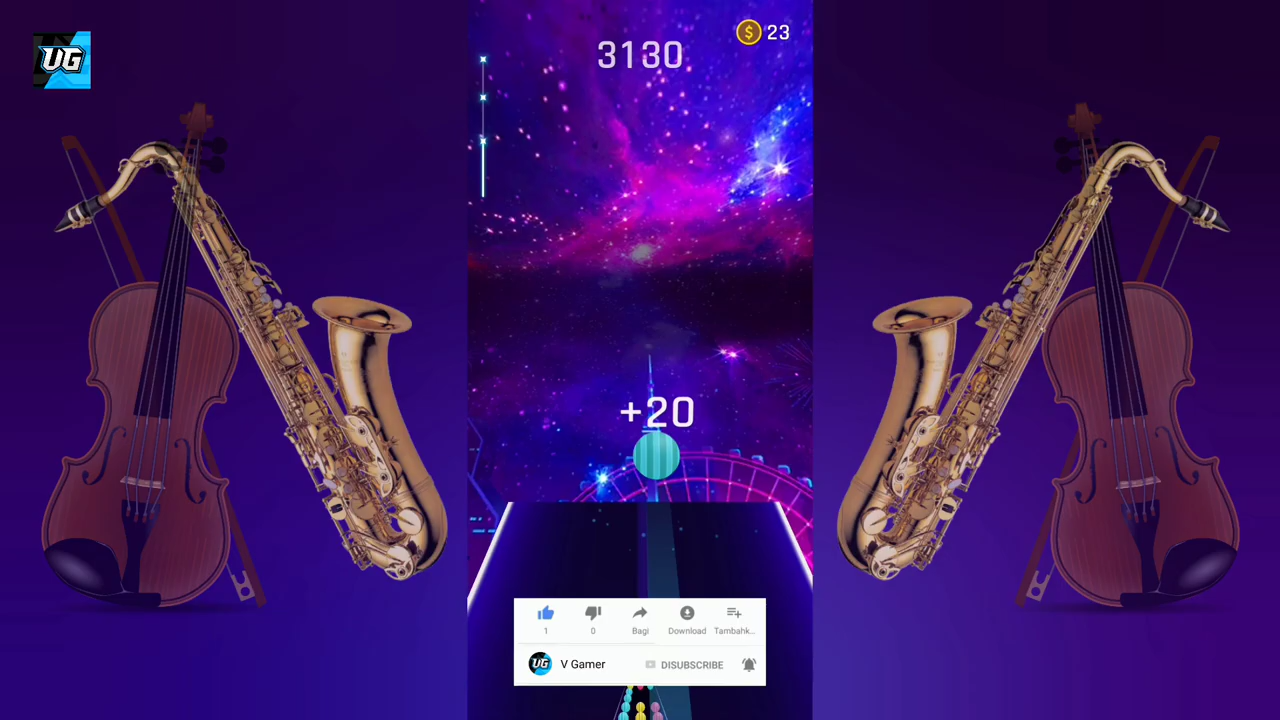 UG
23
3130
+20
1
0
Bagi
Download
Tambahk...
UG
V Gamer
DISUBSCRIBE